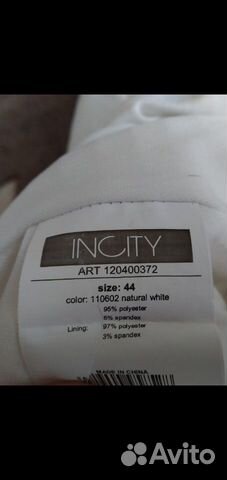 INCITY
ART 120400372
size: 44
color: 110602 natural white
95% polyester
5% spandex
Lining: 97% polyester
3% spandex
MADE IN CHINA
Avito